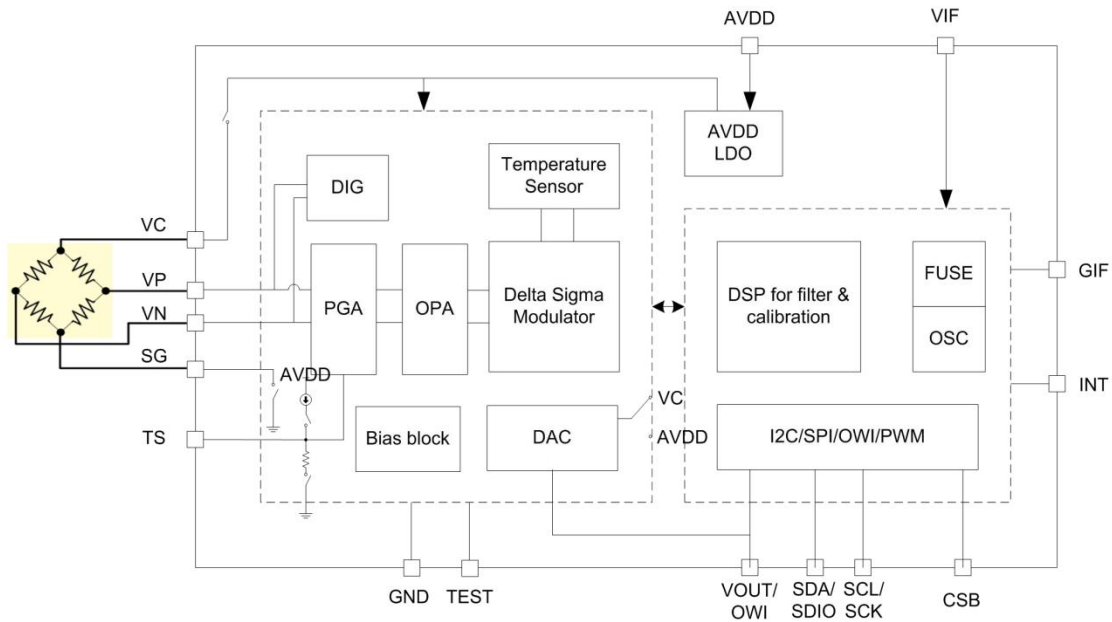 AVDD
VIF
AVDD
LDO
Temperature
Sensor
DIG
VC
VP
VN
SG
TS
PGA
OPA
Delta Sigma
Modulator
DSP for filter &
calibration
FUSE
OSC
GIF
INT
AVDD
Bias block
DAC
VC
AVDD
I2C/SPI/OWI/PWM
GND
TEST
VOUT/
OWI
SDA/
SDIO
SCL/
SCK
CSB